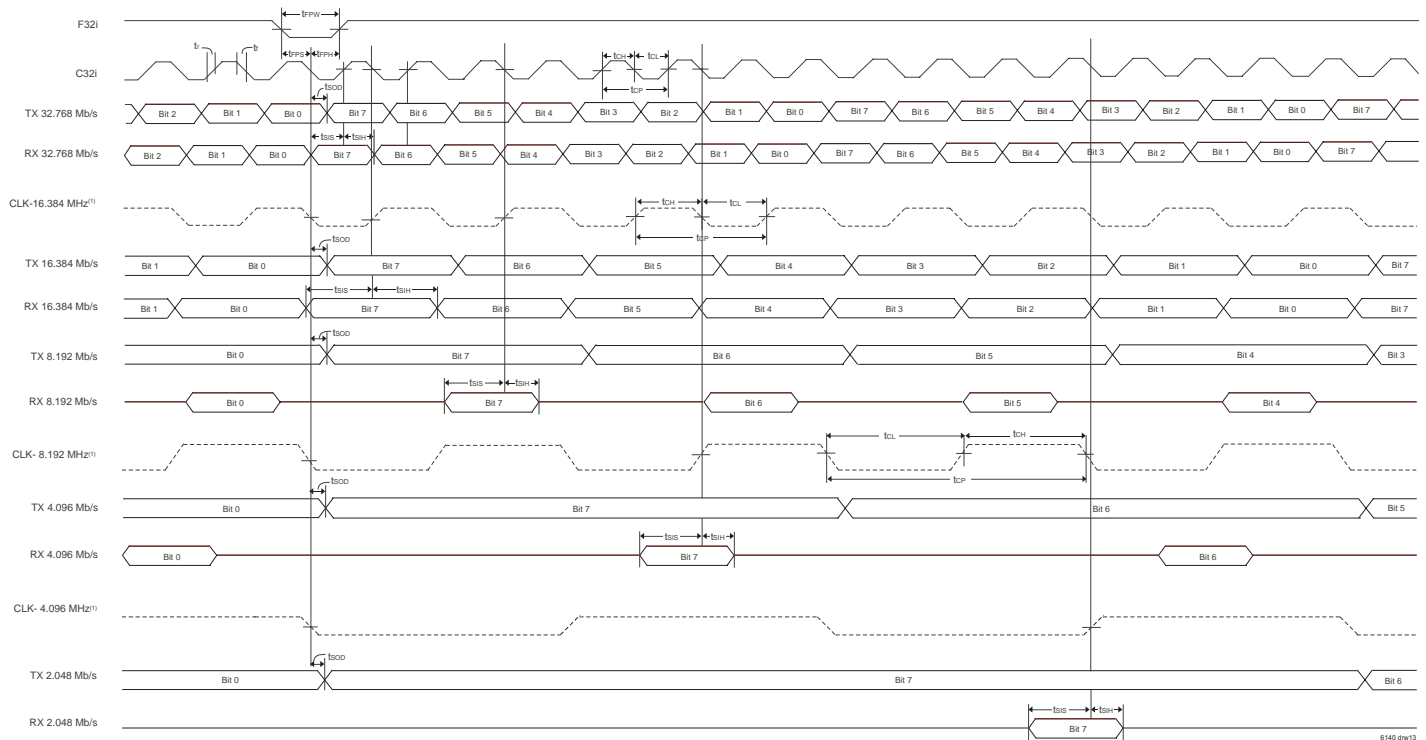 F32i
tFPW
tr
tf
tFPS
tFPH
tCH
tCL
C32i
tCP
tSOD
TX 32.768 Mb/s
Bit 2 Bit 1 Bit 0 Bit 7 Bit 6 Bit 5 Bit 4 Bit 3 Bit 2 Bit 1 Bit 0 Bit 7 Bit 6 Bit 5 Bit 4 Bit 3 Bit 2 Bit 1 Bit 0 Bit 7
tSIS tSIH
RX 32.768 Mb/s
Bit 2 Bit 1 Bit 0 Bit 7 Bit 6 Bit 5 Bit 4 Bit 3 Bit 2 Bit 1 Bit 0 Bit 7 Bit 6 Bit 5 Bit 4 Bit 3 Bit 2 Bit 1 Bit 0 Bit 7
CLK-16.384 MHz(1)
tCH tCL
tCP
tSOD
TX 16.384 Mb/s
Bit 1 Bit 0 Bit 7 Bit 6 Bit 5 Bit 4 Bit 3 Bit 2 Bit 1 Bit 0 Bit 7
tSIS tSIH
RX 16.384 Mb/s
Bit 1 Bit 0 Bit 7 Bit 6 Bit 5 Bit 4 Bit 3 Bit 2 Bit 1 Bit 0 Bit 7
tSOD
TX 8.192 Mb/s
Bit 0 Bit 7 Bit 6 Bit 5 Bit 4 Bit 3
tSIS tSIH
RX 8.192 Mb/s
Bit 0 Bit 7 Bit 6 Bit 5 Bit 4
tCL tCH
CLK- 8.192 MHz(1)
tCP
tSOD
TX 4.096 Mb/s
Bit 0 Bit 7 Bit 6 Bit 5
tSIS tSIH
RX 4.096 Mb/s
Bit 0 Bit 7 Bit 6
CLK- 4.096 MHz(1)
tSOD
TX 2.048 Mb/s
Bit 0 Bit 7 Bit 6
tSIS tSIH
RX 2.048 Mb/s
Bit 7
6140 drw13